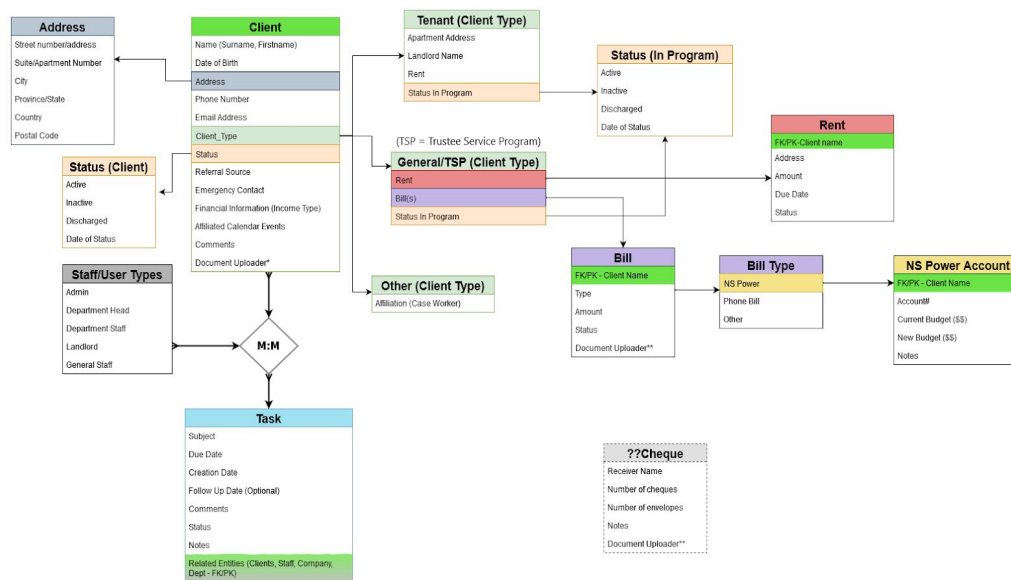 Address
Street number/address
Suite/Apartment Number
City
Province/State
Country
Postal Code
Client
Name (Surname, Firstname)
Date of Birth
Address
Phone Number
Email Address
Client_Type
Status
Referral Source
Emergency Contact
Financial Information (Income Type)
Affiliated Calendar Events
Comments
Document Uploader*
Tenant (Client Type)
Apartment Address
Landlord Name
Rent
Status In Program
Status (In Program)
Active
Inactive
Discharged
Date of Status
(TSP = Trustee Service Program)
General/TSP (Client Type)
Rent
Bill(s)
Status In Program
Rent
FK/PK-Client name
Address
Amount
Due Date
Status
Status (Client)
Active
Inactive
Discharged
Date of Status
Staff/User Types
Admin
Department Head
Department Staff
Landlord
General Staff
Other (Client Type)
Affiliation (Case Worker)
M:M
Bill
FK/PK - Client Name
Type
Amount
Status
Document Uploader**
Bill Type
NS Power
Phone Bill
Other
NS Power Account
FK/PK - Client Name
Account#
Current Budget ($$)
New Budget ($$)
Notes
Task
Subject
Due Date
Creation Date
Follow Up Date (Optional)
Comments
Status
Notes
Related Entities (Clients, Staff, Company,
Dept - FK/PK)
??Cheque
Receiver Name
Number of cheques
Number of envelopes
Notes
Document Uploader**